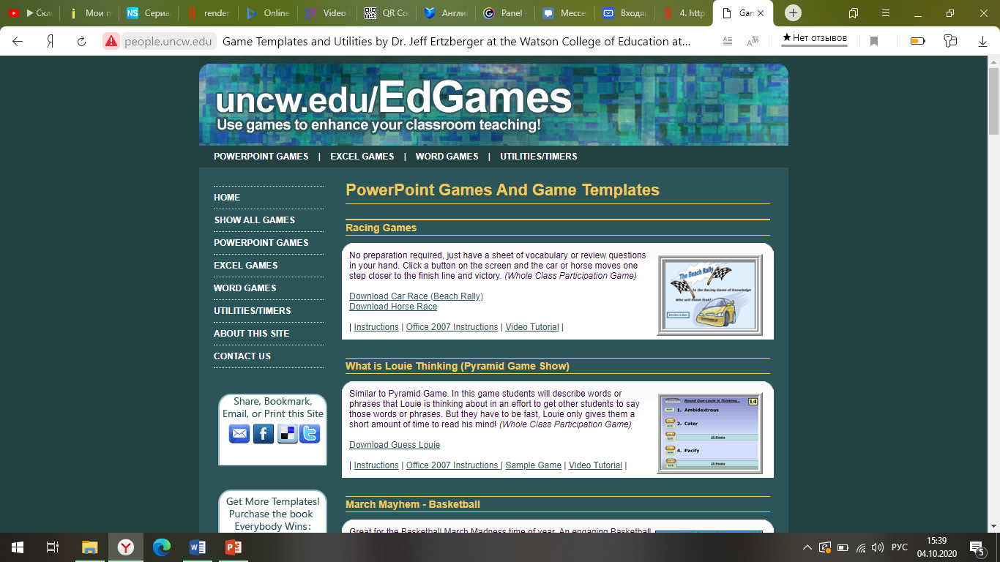 ▶ Скл
Мои п
Сериа
render
Online
Video
QR Co
Англи
Panel -
Мессе
Входя
4. http
Gan
people.uncw.edu Game Templates and Utilities by Dr. Jeff Ertzberger at the Watson College of Education at...
★ Нет отзывов
uncw.edu/EdGames
Use games to enhance your classroom teaching!
POWERPOINT GAMES | EXCEL GAMES | WORD GAMES | UTILITIES/TIMERS
HOME
SHOW ALL GAMES
POWERPOINT GAMES
EXCEL GAMES
WORD GAMES
UTILITIES/TIMERS
ABOUT THIS SITE
CONTACT US
Share, Bookmark,
Email, or Print this Site
Get More Templates!
Purchase the book
Everybody Wins:
PowerPoint Games And Game Templates
Racing Games
No preparation required, just have a sheet of vocabulary or review questions
in your hand. Click a button on the screen and the car or horse moves one
step closer to the finish line and victory. (Whole Class Participation Game)
Download Car Race (Beach Rally)
Download Horse Race
| Instructions | Office 2007 Instructions | Video Tutorial |
The Beach Rally
to the Racing Game of Knowledge
Who will finish first?
What is Louie Thinking (Pyramid Game Show)
Similar to Pyramid Game. In this game students will describe words or
phrases that Louie is thinking about in an effort to get other students to say
those words or phrases. But they have to be fast, Louie only gives them a
short amount of time to read his mind! (Whole Class Participation Game)
Download Guess Louie
| Instructions | Office 2007 Instructions | Sample Game | Video Tutorial |
Round One-Louie is Thinking...
14
1. Ambidextrous
2. Cater
25 Points
4. Pacify
25 Points
March Mayhem - Basketball
Great for the Basketball March Madness time of year. An engaging Basketball
РУС
15:39
04.10.2020
5